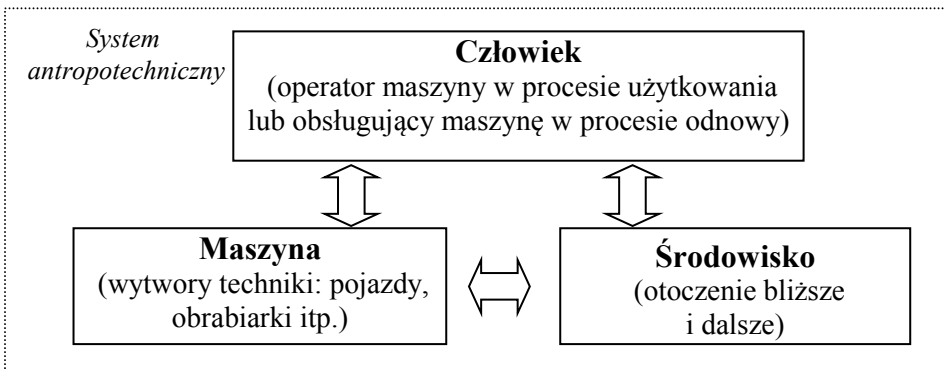 System
antropotechniczny
Człowiek
(operator maszyny w procesie użytkowania
lub obsługujący maszynę w procesie odnowy)
Maszyna
(wytwory techniki: pojazdy,
obrabiarki itp.)
Środowisko
(otoczenie bliższe
i dalsze)